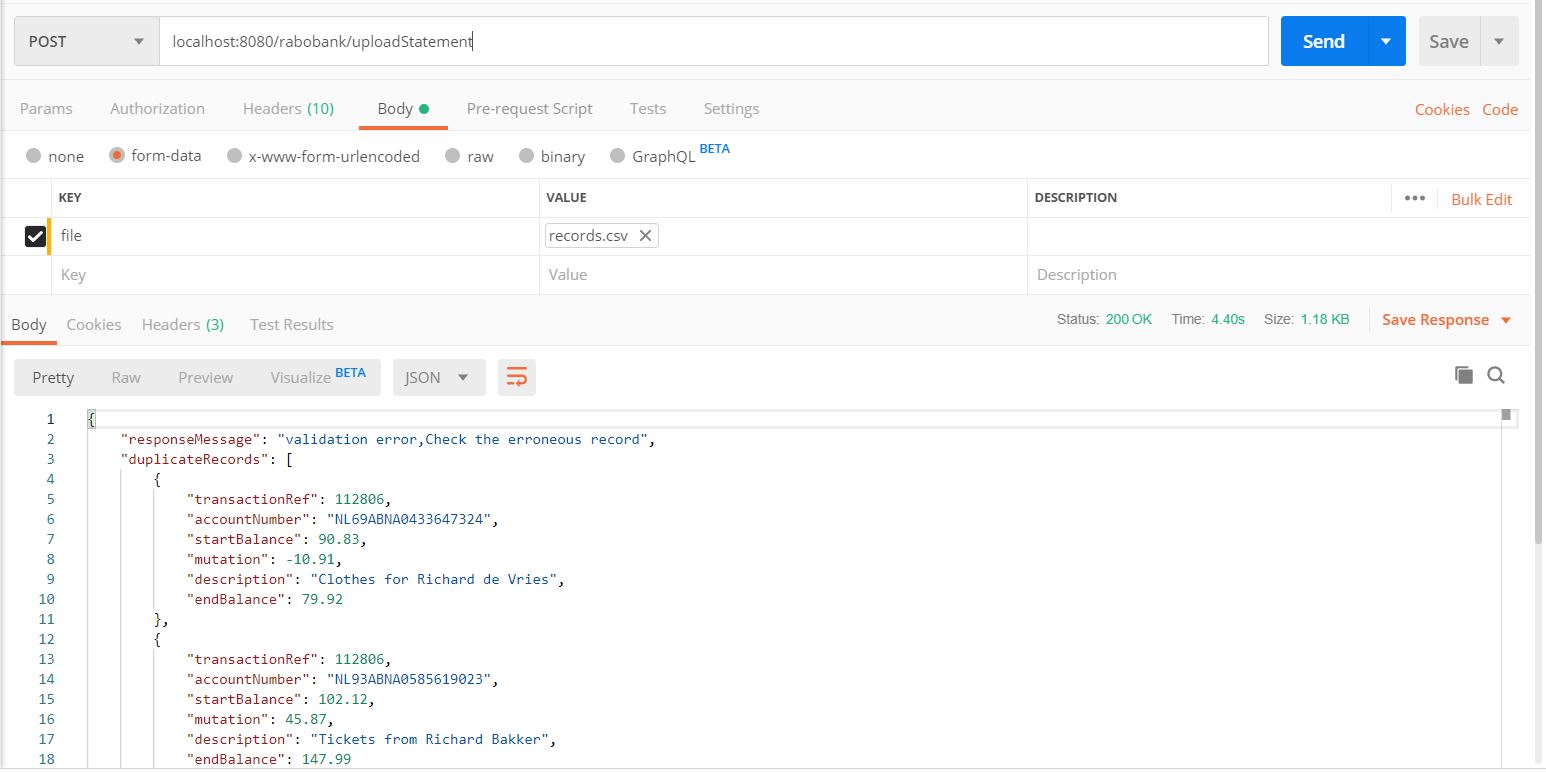 POST localhost:8080/rabobank/uploadStatement Send Save
Params Authorization Headers (10) Body Pre-request Script Tests Settings Cookies Code
none form-data x-www-form-urlencoded raw binary GraphQL BETA
KEY VALUE DESCRIPTION ••• Bulk Edit
file records.csv
Key Value Description
Body Cookies Headers (3) Test Results Status: 200 OK Time: 4.40s Size: 1.18 KB Save Response
Pretty Raw Preview Visualize BETA JSON
1 {
2 "responseMessage": "validation error,Check the erroneous record",
3 "duplicateRecords": [
4 {
5 "transactionRef": 112806,
6 "accountNumber": "NL69ABNA0433647324",
7 "startBalance": 90.83,
8 "mutation": -10.91,
9 "description": "Clothes for Richard de Vries",
10 "endBalance": 79.92
11 },
12 {
13 "transactionRef": 112806,
14 "accountNumber": "NL93ABNA0585619023",
15 "startBalance": 102.12,
16 "mutation": 45.87,
17 "description": "Tickets from Richard Bakker",
18 "endBalance": 147.99